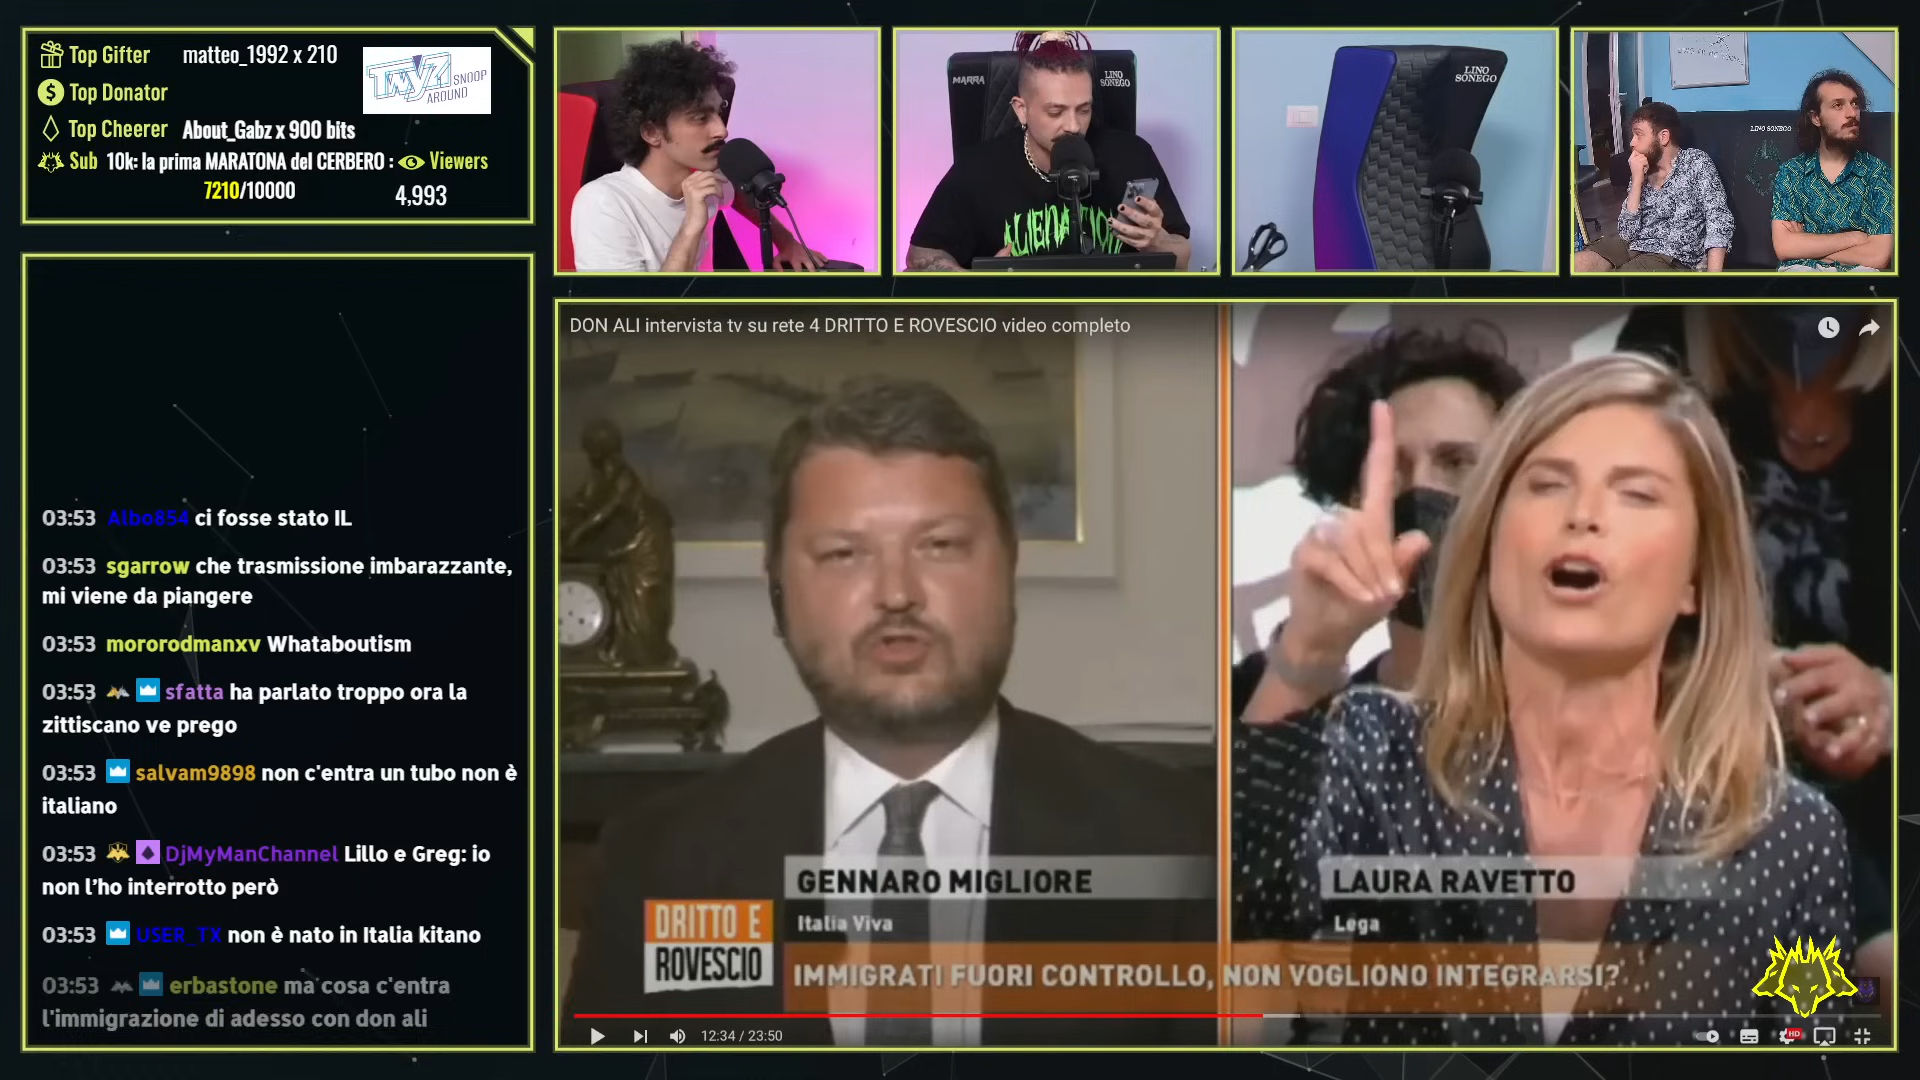 Top Gifter matteo_1992 x 210
Top Donator
Top Cheerer About_Gabz x 900 bits
Sub 10k: la prima MARATONA del CERBERO : Viewers
7210/10000
4,993
TWYZ!
SNOOP
AROUND
MARRA
LINO
SONEGO
ALIENATION
LINO
SONEGO
LINO SONEGO
03:53 Albo854 ci fosse stato IL
03:53 sgarrow che trasmissione imbarazzante,
mi viene da piangere
03:53 mororodmanxv Whataboutism
03:53 sfatta ha parlato troppo ora la
zittiscano ve prego
03:53 salvam9898 non c'entra un tubo non è
italiano
03:53 DjMyManChannel Lillo e Greg: io
non l'ho interrotto però
03:53 USER_TX non è nato in Italia kitano
03:53 erbastone ma cosa c'entra
l'immigrazione di adesso con don ali
DON ALI intervista tv su rete 4 DRITTO E ROVESCIO video completo
GENNARO MIGLIORE
Italia Viva
LAURA RAVETTO
Lega
DRITTO E
ROVESCIO
IMMIGRATI FUORI CONTROLLO, NON VOGLIONO INTEGRARSI?
12:34 / 23:50
HD